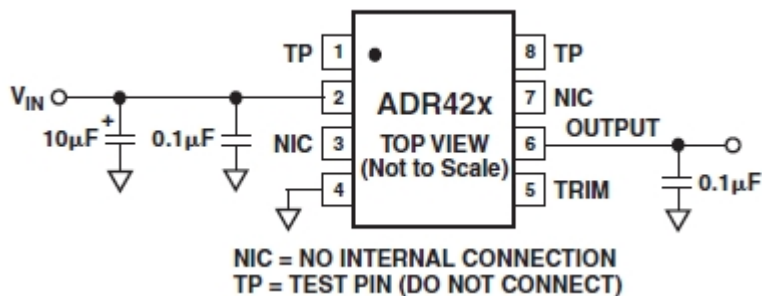 TP 1 8 TP
VIN 2 7 NIC
ADR42x
10µF + 0.1µF NIC 3 TOP VIEW 6 OUTPUT
(Not to Scale)
4 5 TRIM 0.1µF
NIC = NO INTERNAL CONNECTION
TP = TEST PIN (DO NOT CONNECT)